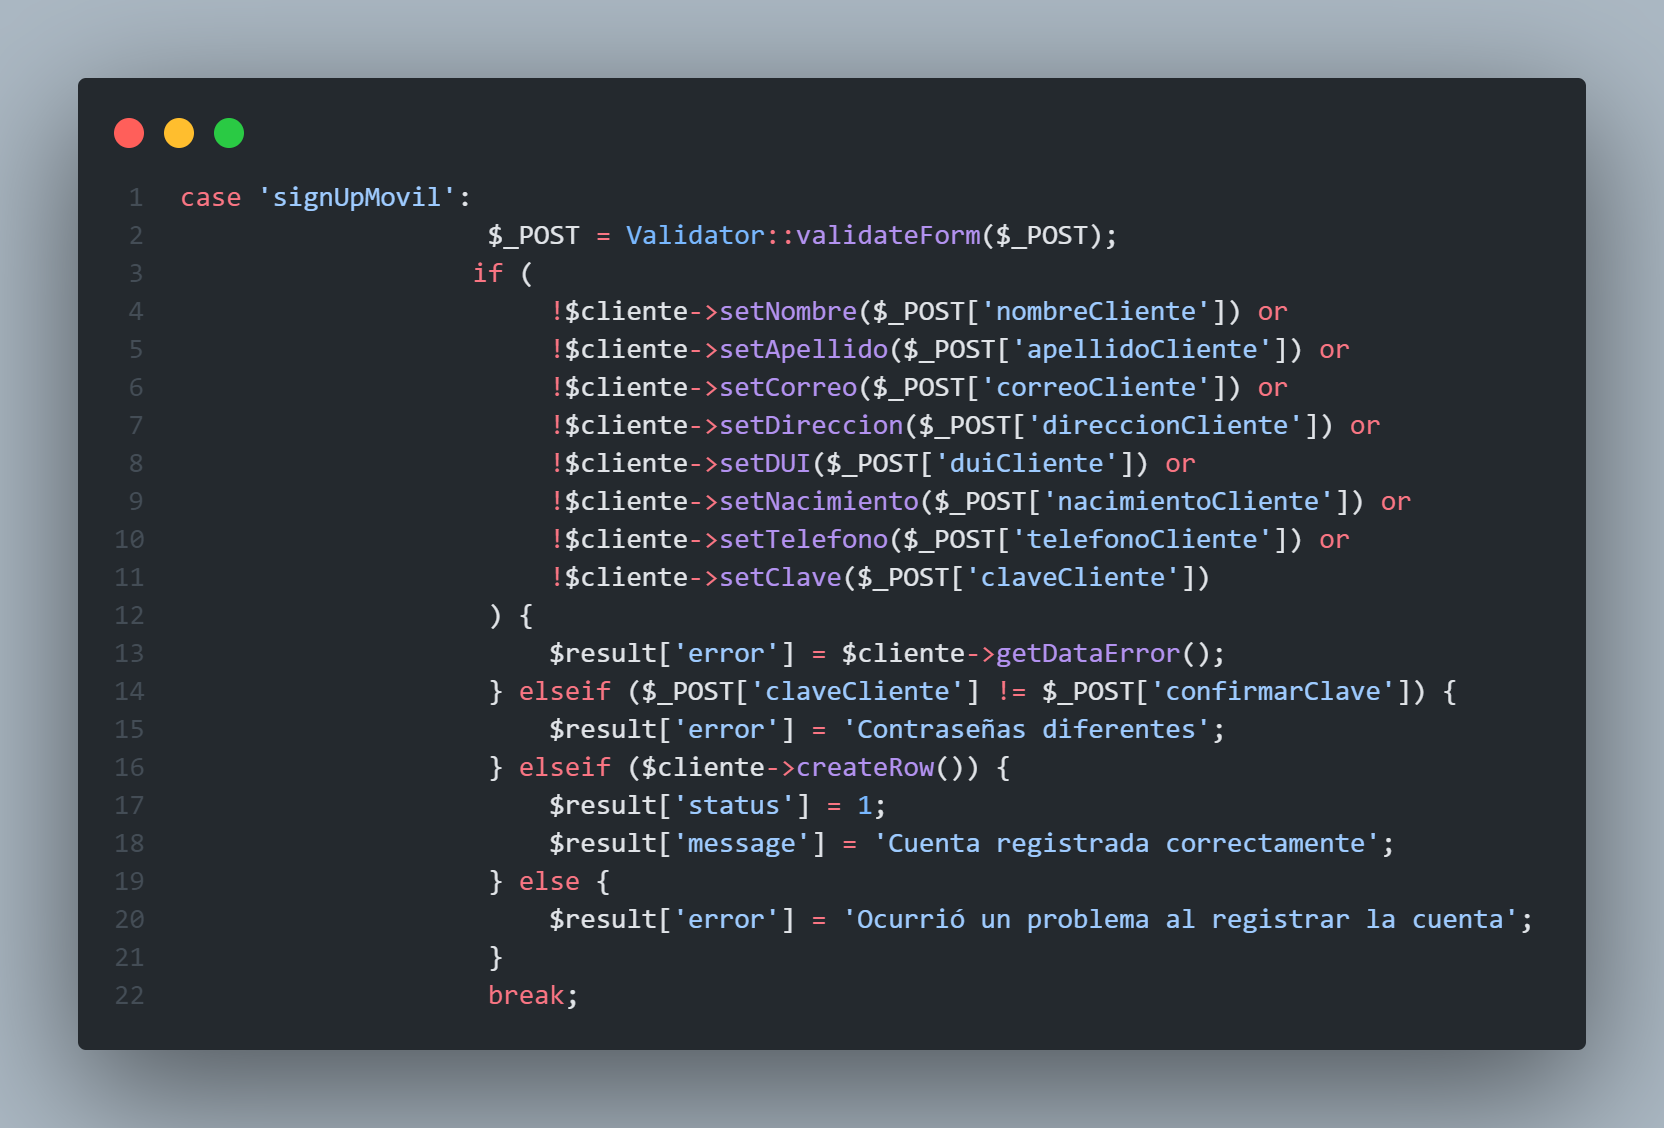 1 case 'signUpMovil':
2 $_POST = Validator::validateForm($_POST);
3 if (
4 !$cliente->setNombre($_POST['nombreCliente']) or
5 !$cliente->setApellido($_POST['apellidoCliente']) or
6 !$cliente->setCorreo($_POST['correoCliente']) or
7 !$cliente->setDireccion($_POST['direccionCliente']) or
8 !$cliente->setDUI($_POST['duiCliente']) or
9 !$cliente->setNacimiento($_POST['nacimientoCliente']) or
10 !$cliente->setTelefono($_POST['telefonoCliente']) or
11 !$cliente->setClave($_POST['claveCliente'])
12 ) {
13 $result['error'] = $cliente->getDataError();
14 } elseif ($_POST['claveCliente'] != $_POST['confirmarClave']) {
15 $result['error'] = 'Contraseñas diferentes';
16 } elseif ($cliente->createRow()) {
17 $result['status'] = 1;
18 $result['message'] = 'Cuenta registrada correctamente';
19 } else {
20 $result['error'] = 'Ocurrió un problema al registrar la cuenta';
21 }
22 break;